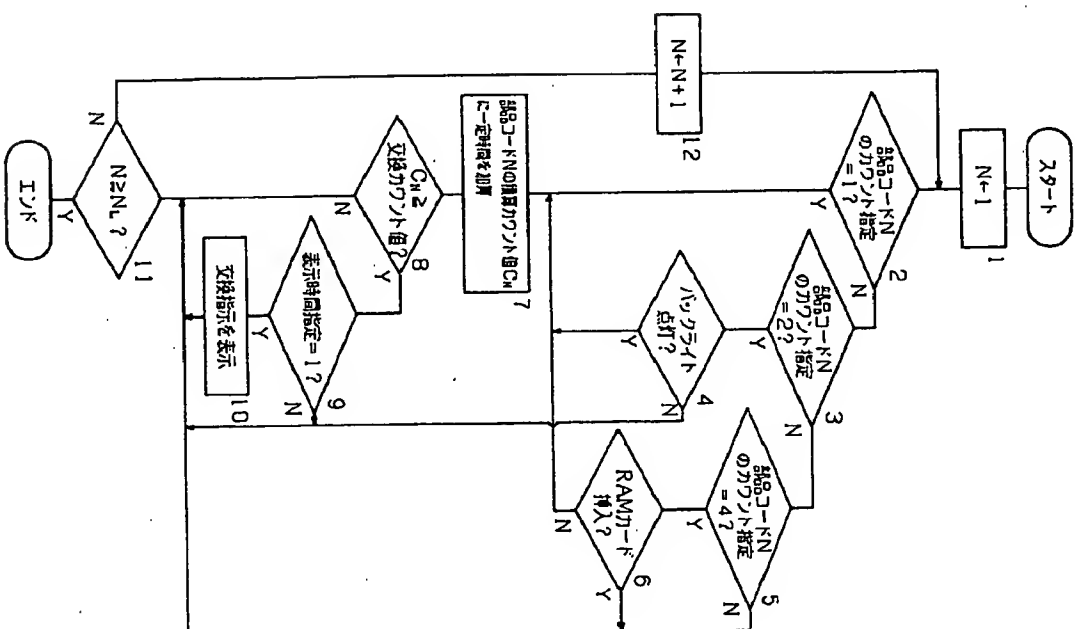 スタート
N←1
1
部品コードN
のカウント指定
=1?
2
Y
N
部品コードN
のカウント指定
=2?
3
Y
N
バックライト
点灯?
4
Y
N
部品コードN
のカウント指定
=4?
5
Y
N
RAMカード
挿入?
6
N
Y
部品コードNの積算カウント値CN
に一定時間を加算
7
CN≧
交換カウント値?
8
N
Y
表示時間指定=1?
9
Y
N
交換指示を表示
10
N≧NL?
11
N
Y
N←N+1
12
エンド